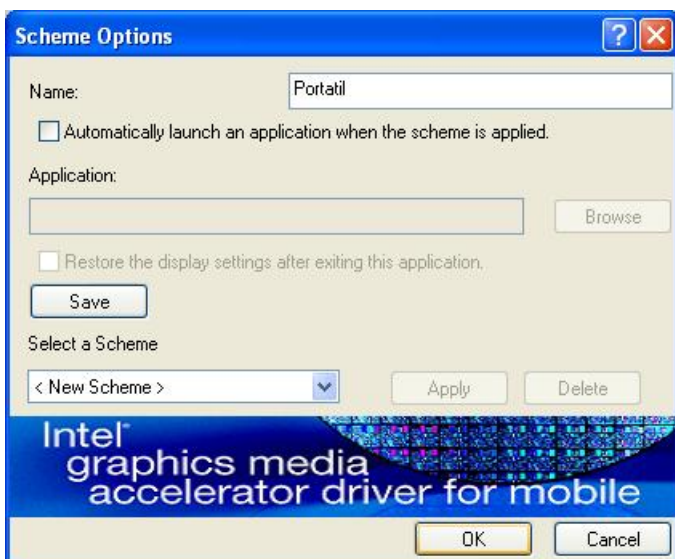 Scheme Options
Name:
Portatil
Automatically launch an application when the scheme is applied.
Application:
Browse
Restore the display settings after exiting this application.
Save
Select a Scheme
< New Scheme >
Apply
Delete
Intel®
graphics media
accelerator driver for mobile
OK
Cancel